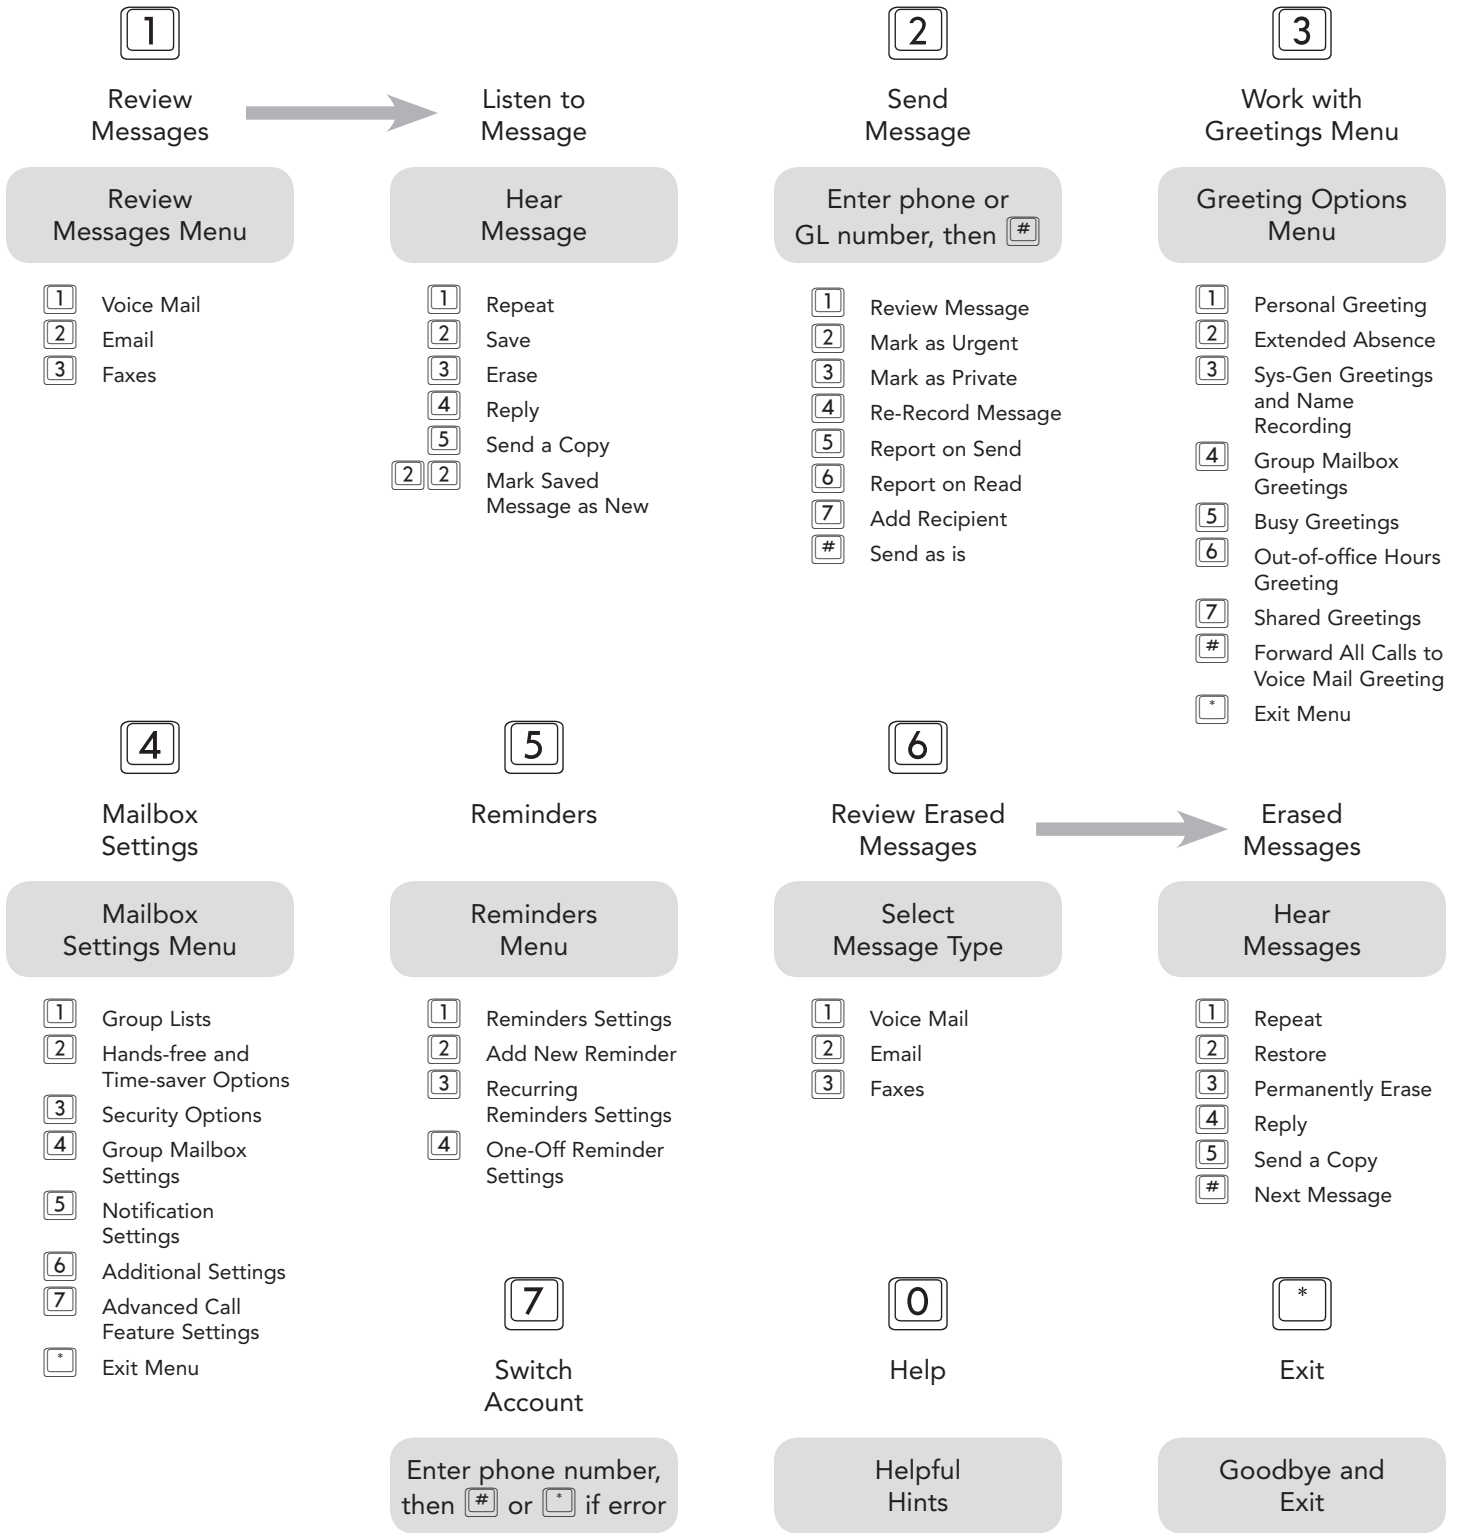 1
Review
Messages
Listen to
Message
Review
Messages Menu
1 Voice Mail
2 Email
3 Faxes
Hear
Message
1 Repeat
2 Save
3 Erase
4 Reply
5 Send a Copy
2 2 Mark Saved
Message as New
2
Send
Message
Enter phone or
GL number, then #
1 Review Message
2 Mark as Urgent
3 Mark as Private
4 Re-Record Message
5 Report on Send
6 Report on Read
7 Add Recipient
# Send as is
3
Work with
Greetings Menu
Greeting Options
Menu
1 Personal Greeting
2 Extended Absence
3 Sys-Gen Greetings
and Name
Recording
4 Group Mailbox
Greetings
5 Busy Greetings
6 Out-of-office Hours
Greeting
7 Shared Greetings
# Forward All Calls to
Voice Mail Greeting
* Exit Menu
4
Mailbox
Settings
Mailbox
Settings Menu
1 Group Lists
2 Hands-free and
Time-saver Options
3 Security Options
4 Group Mailbox
Settings
5 Notification
Settings
6 Additional Settings
7 Advanced Call
Feature Settings
* Exit Menu
5
Reminders
Reminders
Menu
1 Reminders Settings
2 Add New Reminder
3 Recurring
Reminders Settings
4 One-Off Reminder
Settings
6
Review Erased
Messages
Erased
Messages
Select
Message Type
1 Voice Mail
2 Email
3 Faxes
Hear
Messages
1 Repeat
2 Restore
3 Permanently Erase
4 Reply
5 Send a Copy
# Next Message
7
Switch
Account
Enter phone number,
then # or * if error
0
Help
Helpful
Hints
*
Exit
Goodbye and
Exit